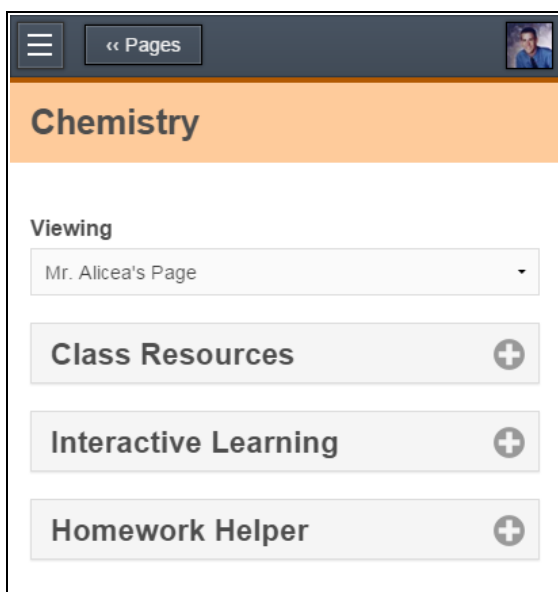 ‹‹ Pages
Chemistry
Viewing
Mr. Alicea's Page
Class Resources
Interactive Learning
Homework Helper